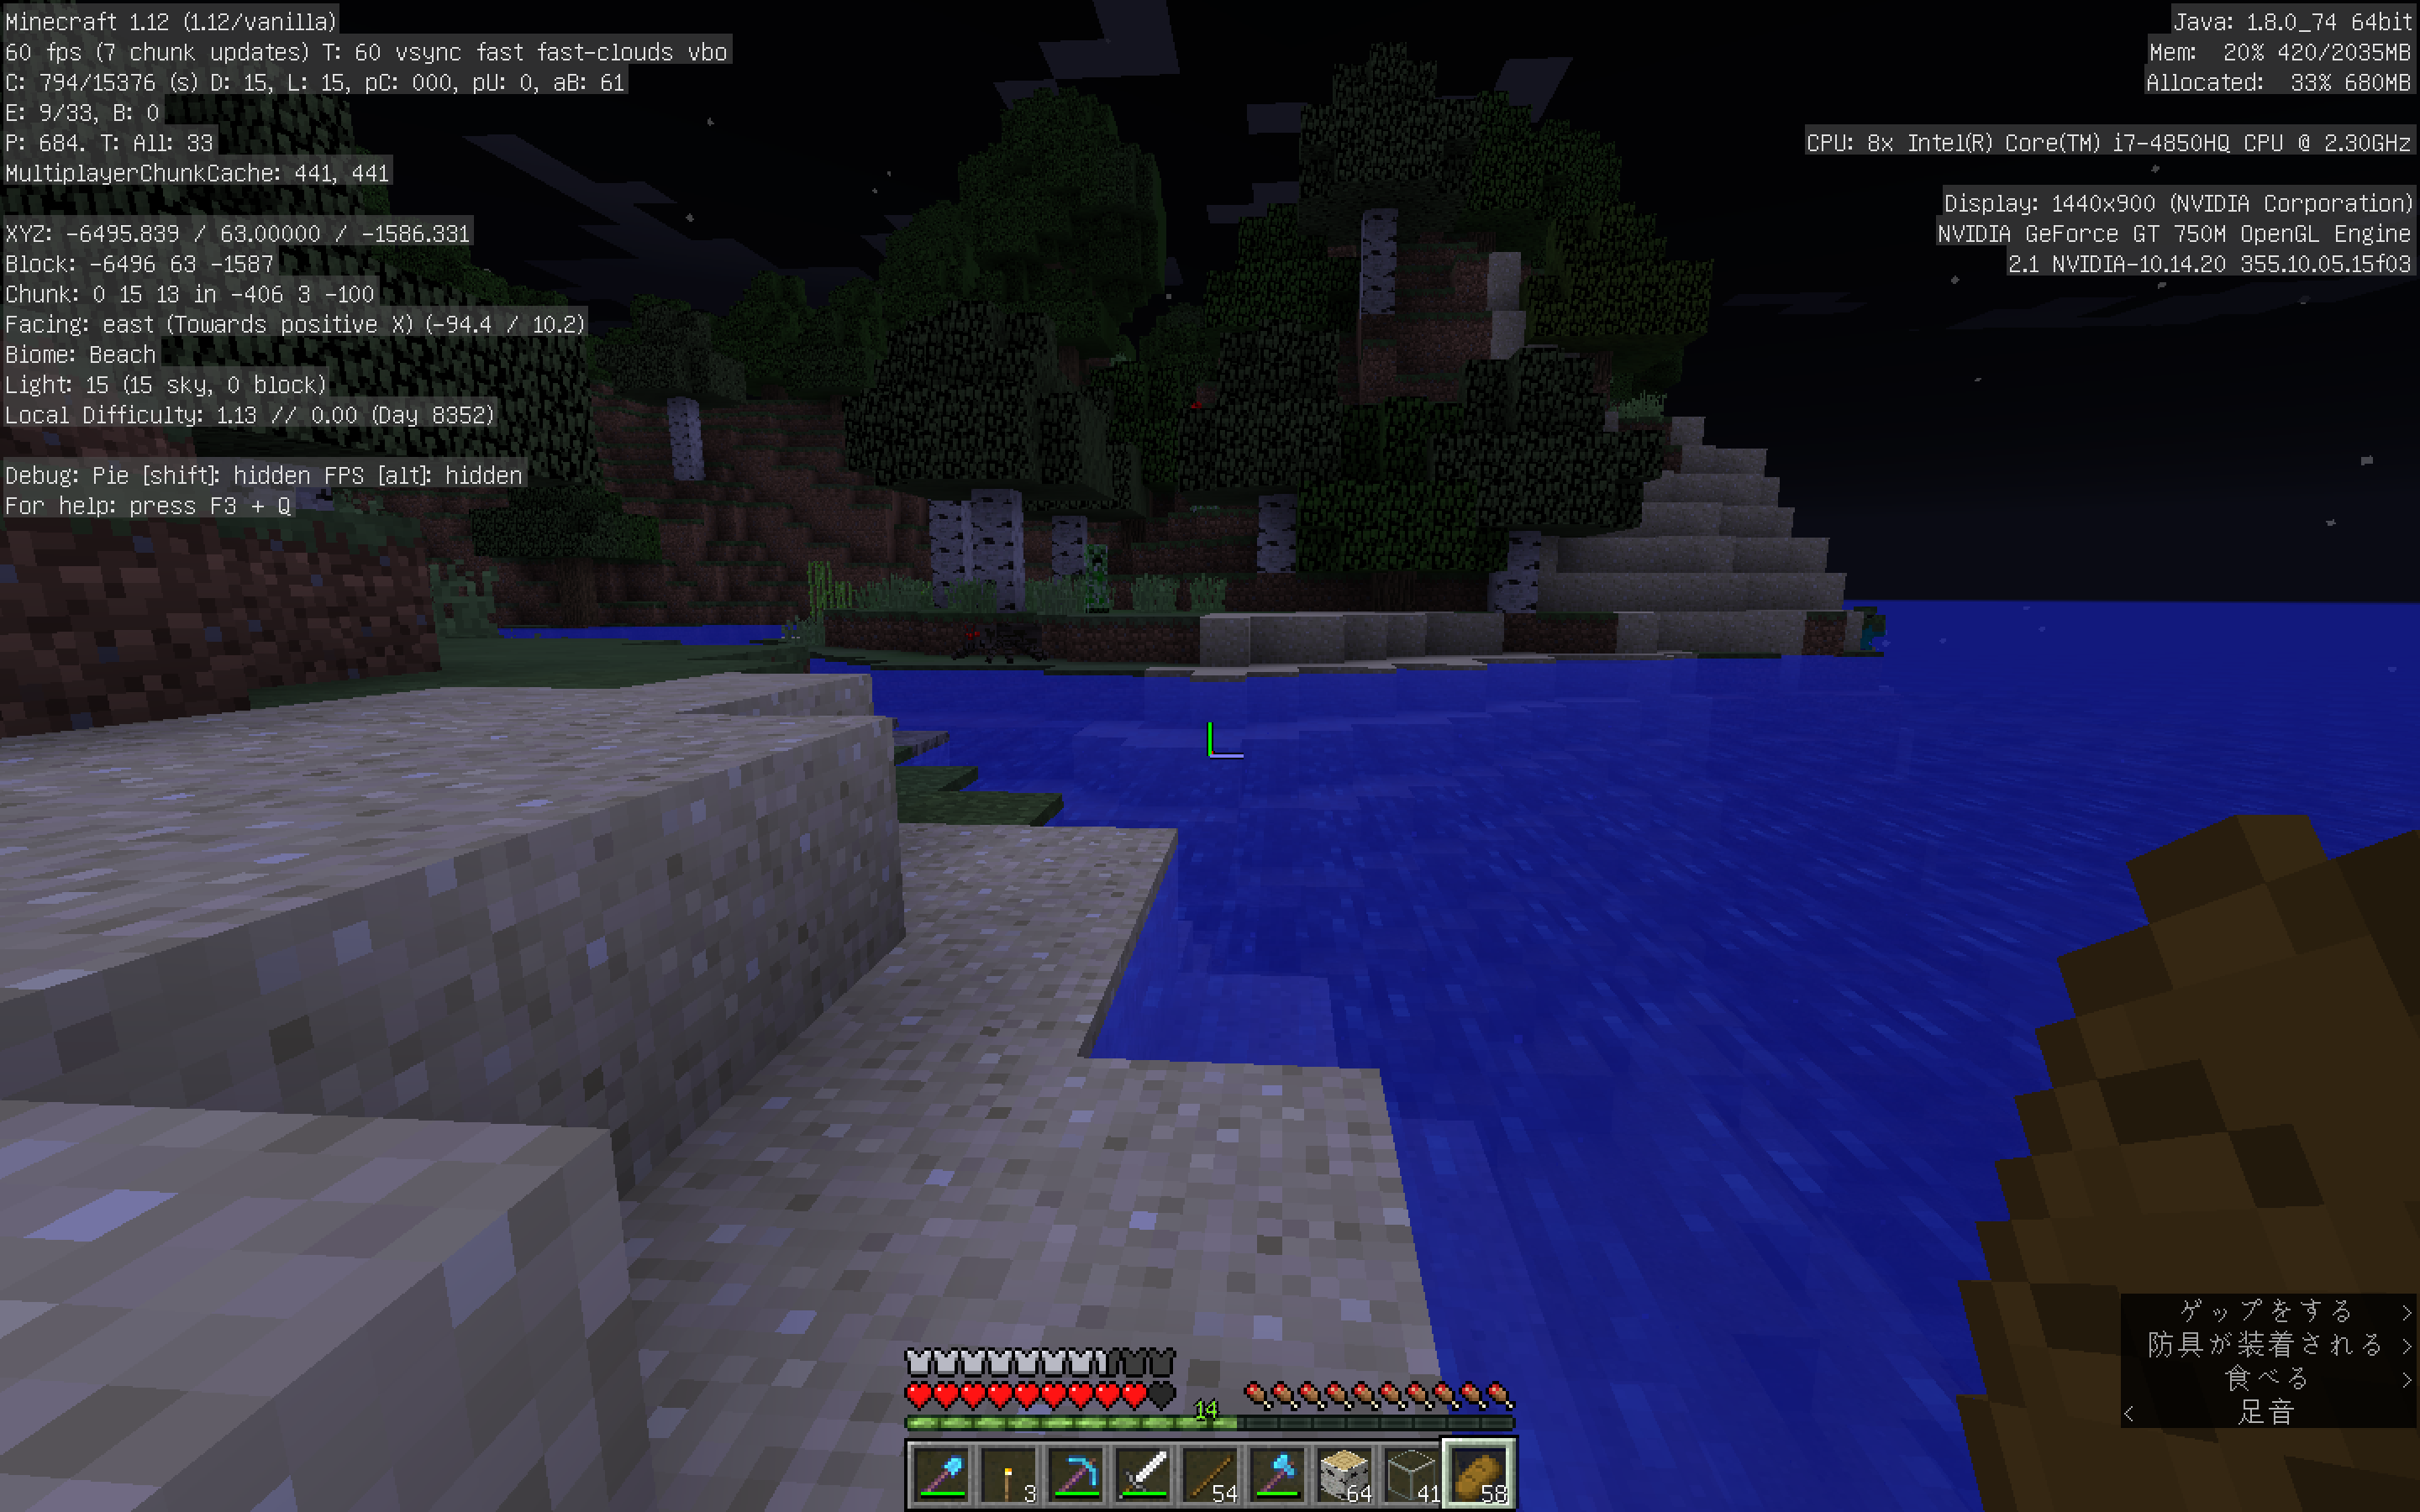 Minecraft 1.12 (1.12/vanilla)
60 fps (7 chunk updates) T: 60 vsync fast fast-clouds vbo
C: 794/15376 (s) D: 15, L: 15, pC: 000, pU: 0, aB: 61
E: 9/33, B: 0
P: 684. T: All: 33
MultiplayerChunkCache: 441, 441
XYZ: -6495.839 / 63.00000 / -1586.331
Block: -6496 63 -1587
Chunk: 0 15 13 in -406 3 -100
Facing: east (Towards positive X) (-94.4 / 10.2)
Biome: Beach
Light: 15 (15 sky, 0 block)
Local Difficulty: 1.13 // 0.00 (Day 8352)
Debug: Pie [shift]: hidden FPS [alt]: hidden
For help: press F3 + Q
Java: 1.8.0_74 64bit
Mem: 20% 420/2035MB
Allocated: 33% 680MB
CPU: 8x Intel(R) Core(TM) i7-4850HQ CPU @ 2.30GHz
Display: 1440x900 (NVIDIA Corporation)
NVIDIA GeForce GT 750M OpenGL Engine
2.1 NVIDIA-10.14.20 355.10.05.15f03
ゲップをする >
防具が装着される >
食べる >
< 足音
14
3 54 64 41 58